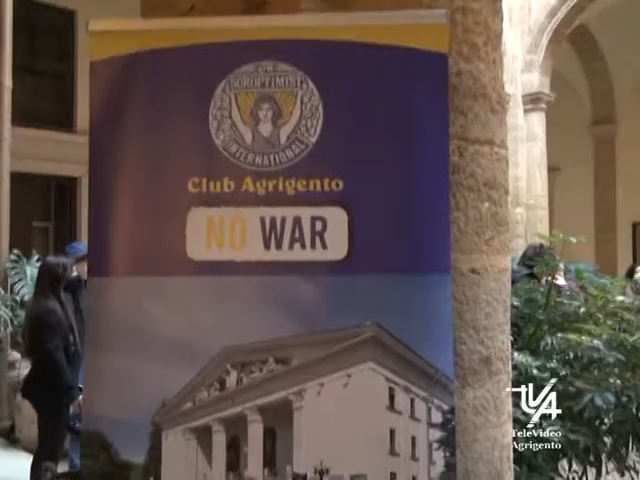 SOROPTIMIST
INTERNATIONAL
Club Agrigento
NO WAR
TVA
TeleVideo
Agrigento